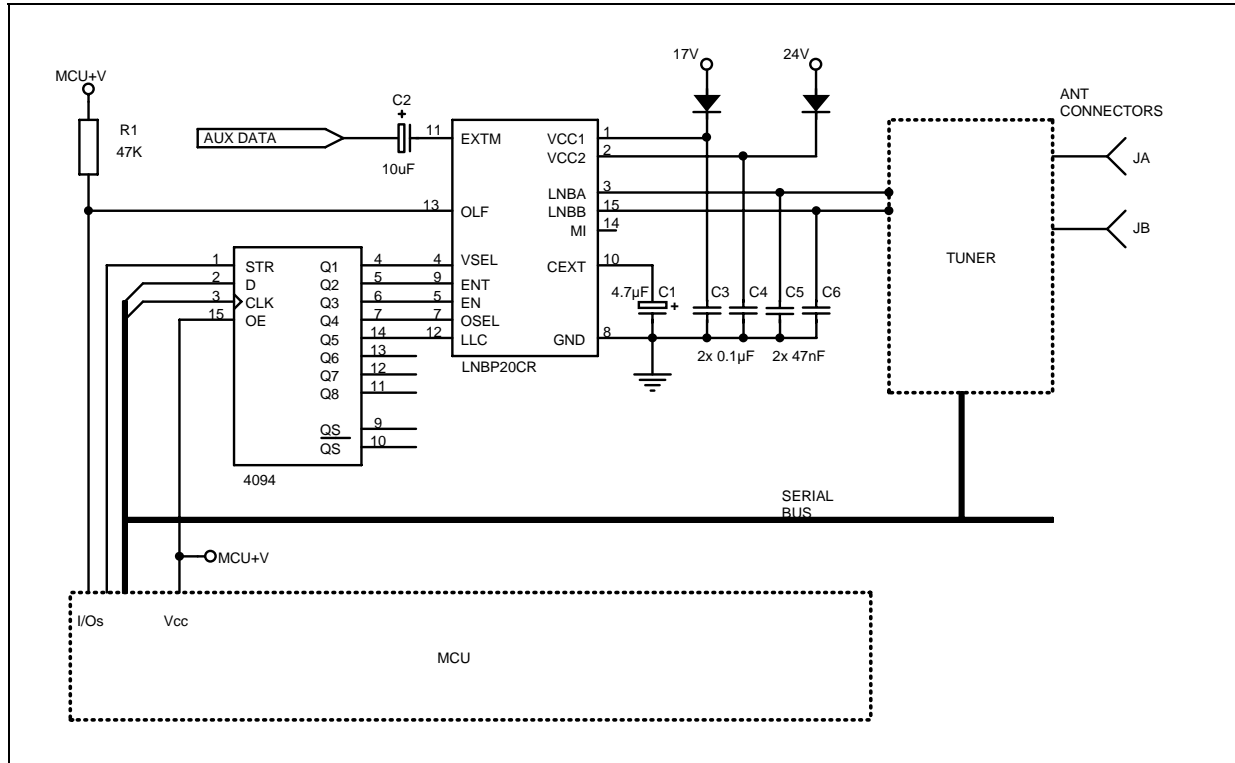 17V
24V
MCU+V
C2
+
ANT
CONNECTORS
R1
47K
AUX DATA
11
EXTM
VCC1
1
10uF
VCC2
2
JA
LNBA
3
13
OLF
LNBB
15
MI
14
JB
TUNER
1
STR
Q1
4
4
VSEL
CEXT
10
2
D
Q2
5
9
ENT
3
CLK
Q3
6
5
EN
4.7µF
C1
C3
C4
C5
C6
+
15
OE
Q4
7
7
OSEL
Q5
14
12
LLC
GND
8
Q6
13
2x 0.1µF
2x 47nF
Q7
12
LNBP20CR
Q8
11
QS
9
QS
10
4094
SERIAL
BUS
MCU+V
I/Os
Vcc
MCU